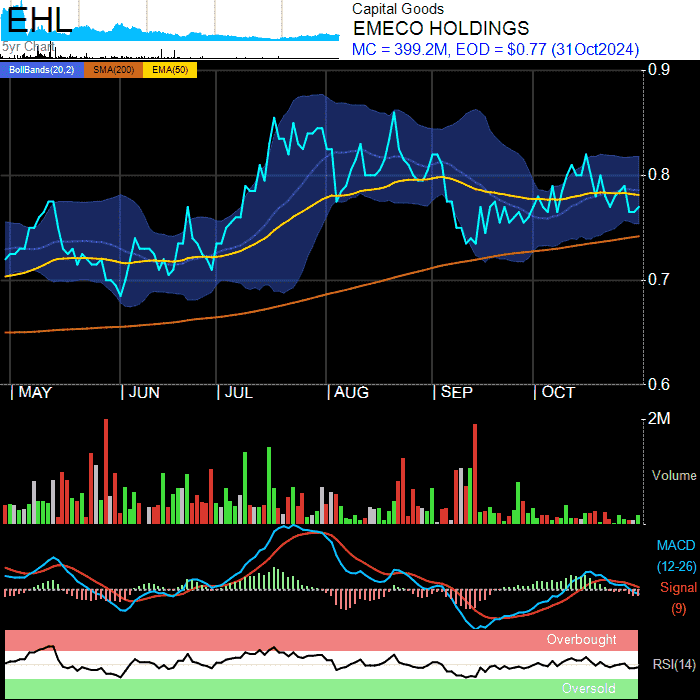 EHL
5yr Chart
Capital Goods
EMECO HOLDINGS
MC = 399.2M, EOD = $0.77 (31Oct2024)
BollBands(20,2) SMA(200) EMA(50)
0.9
0.8
0.7
0.6
MAY JUN JUL AUG SEP OCT
2M
Volume
MACD
(12-26)
Signal
(9)
Overbought
RSI(14)
Oversold